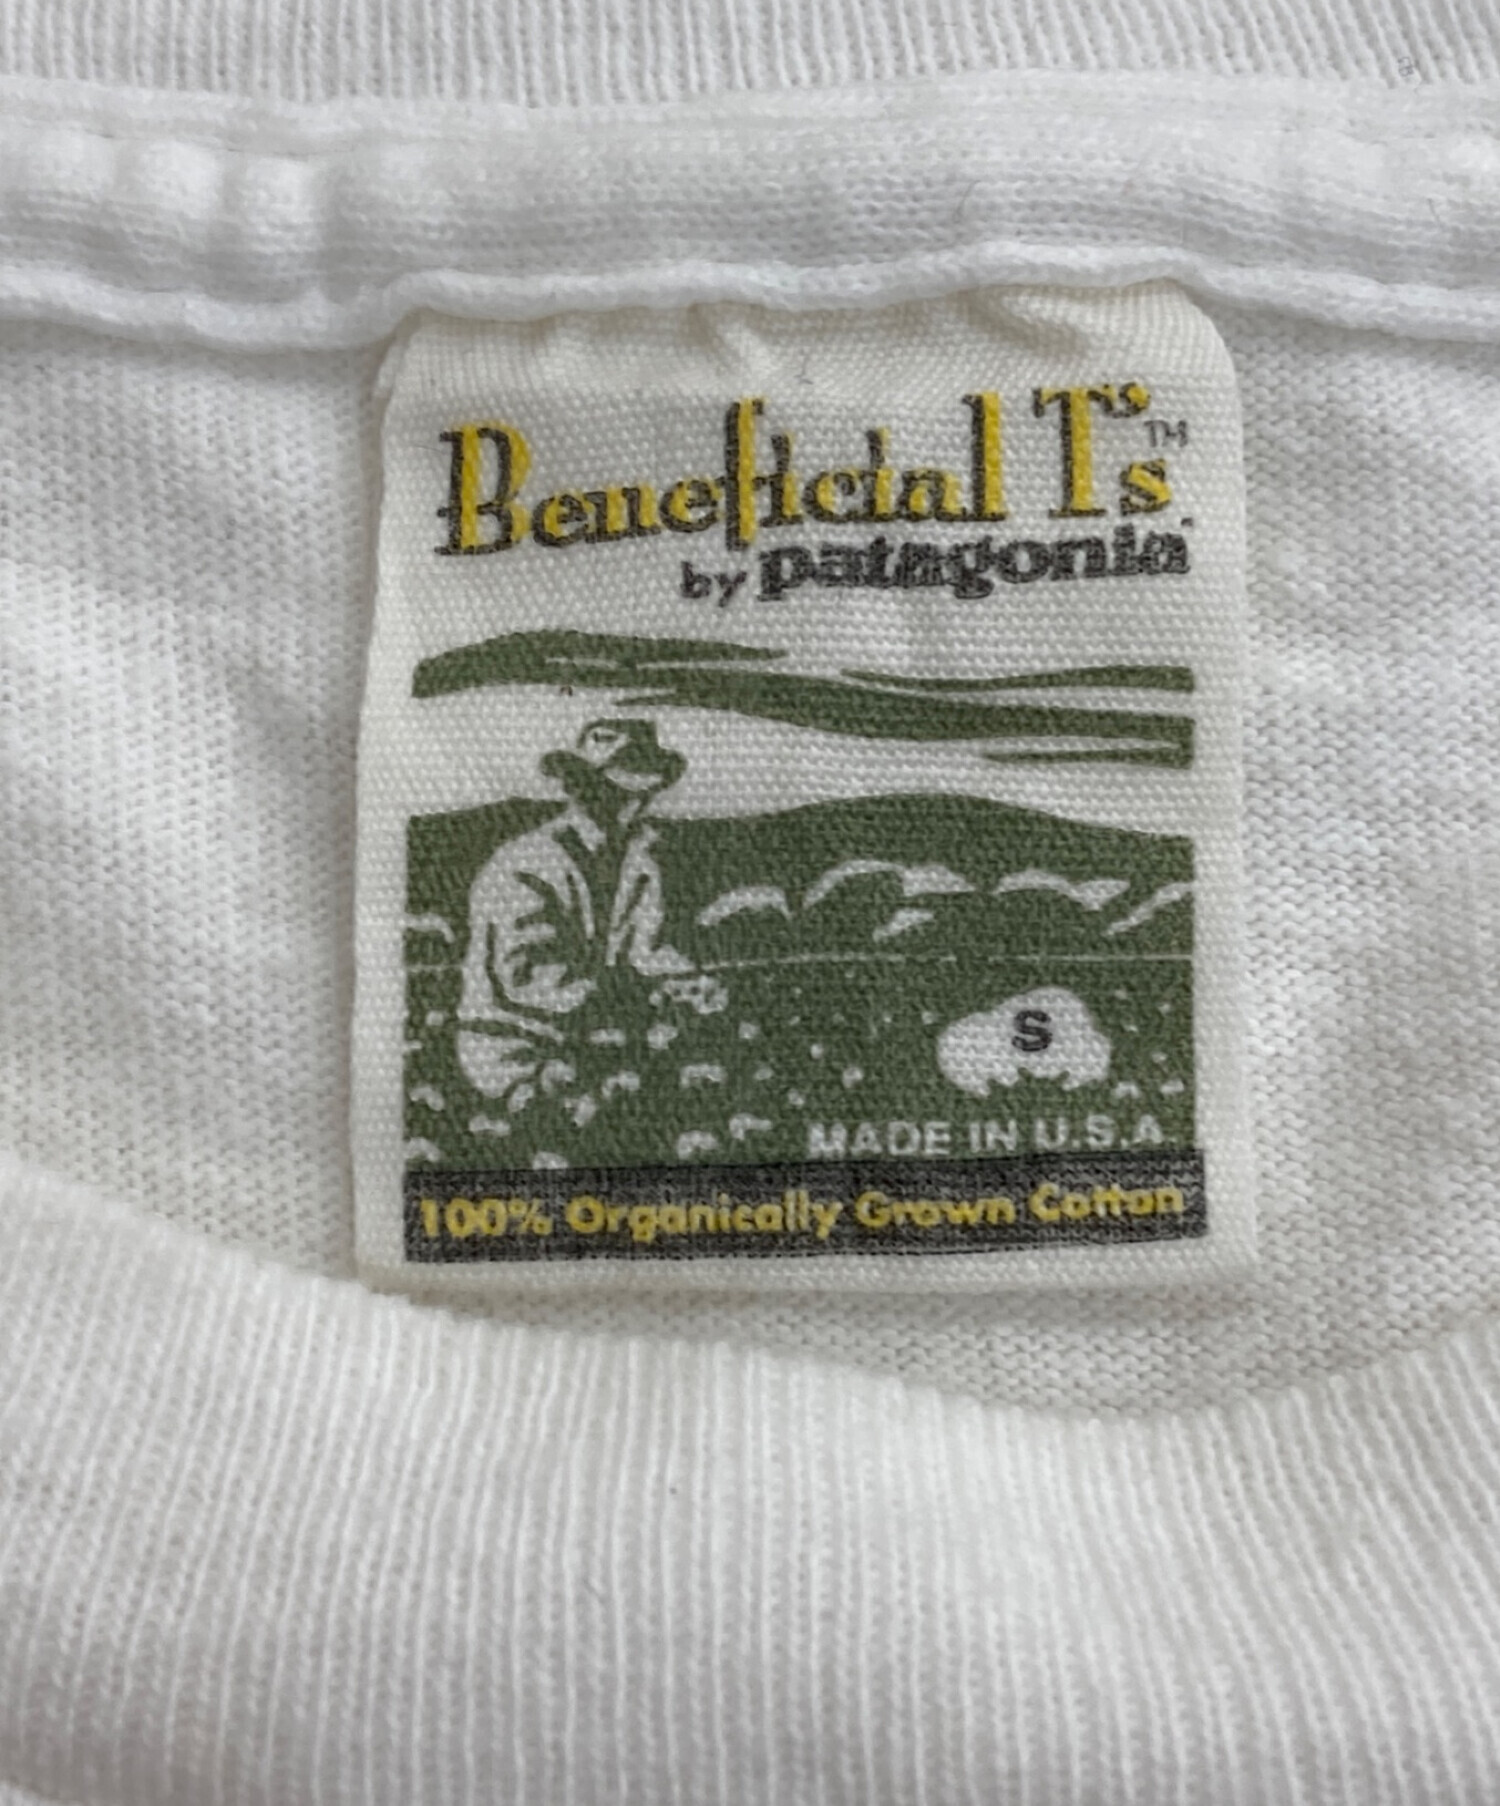 Beneficial T's™
by patagonia
S
MADE IN U.S.A.
100% Organically Grown Cotton